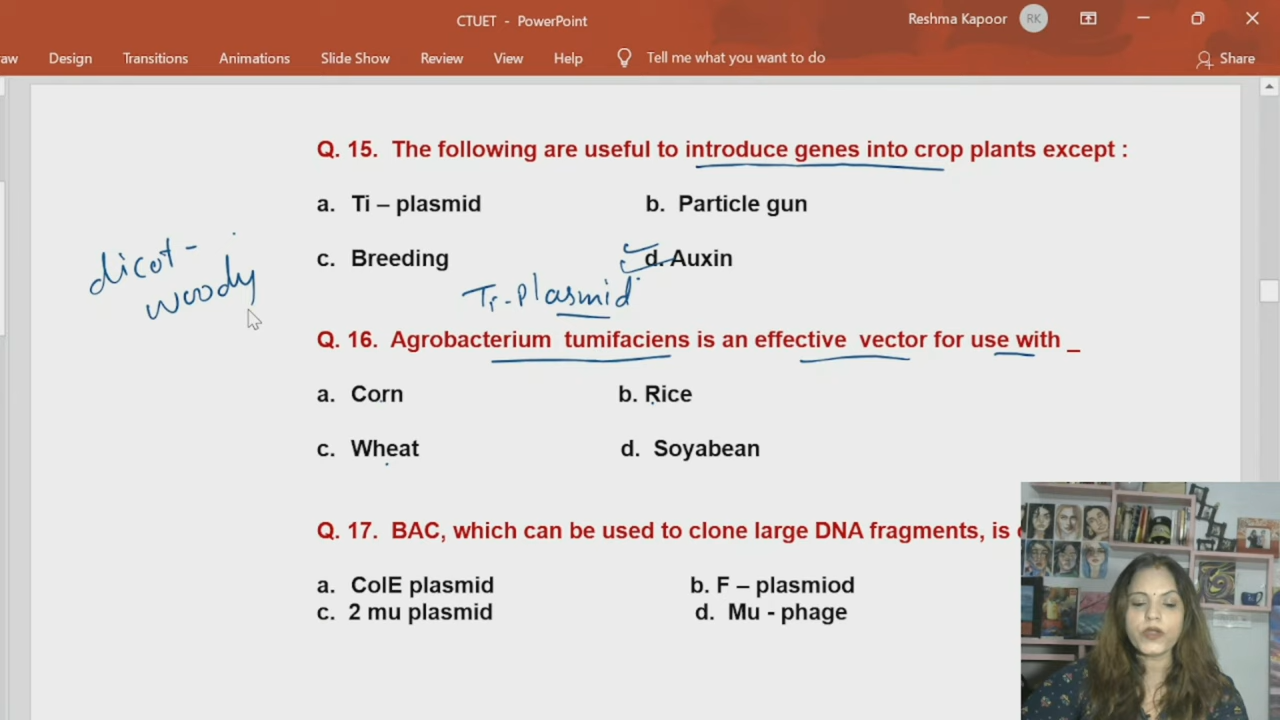 CTUET - PowerPoint
Reshma Kapoor RK
raw Design Transitions Animations Slide Show Review View Help Tell me what you want to do Share
Q. 15. The following are useful to introduce genes into crop plants except :
a. Ti – plasmid b. Particle gun
c. Breeding d. Auxin
dicot -
woody
Ti - plasmid
Q. 16. Agrobacterium tumifaciens is an effective vector for use with _
a. Corn b. Rice
c. Wheat d. Soyabean
Q. 17. BAC, which can be used to clone large DNA fragments, is
a. ColE plasmid b. F – plasmiod
c. 2 mu plasmid d. Mu - phage